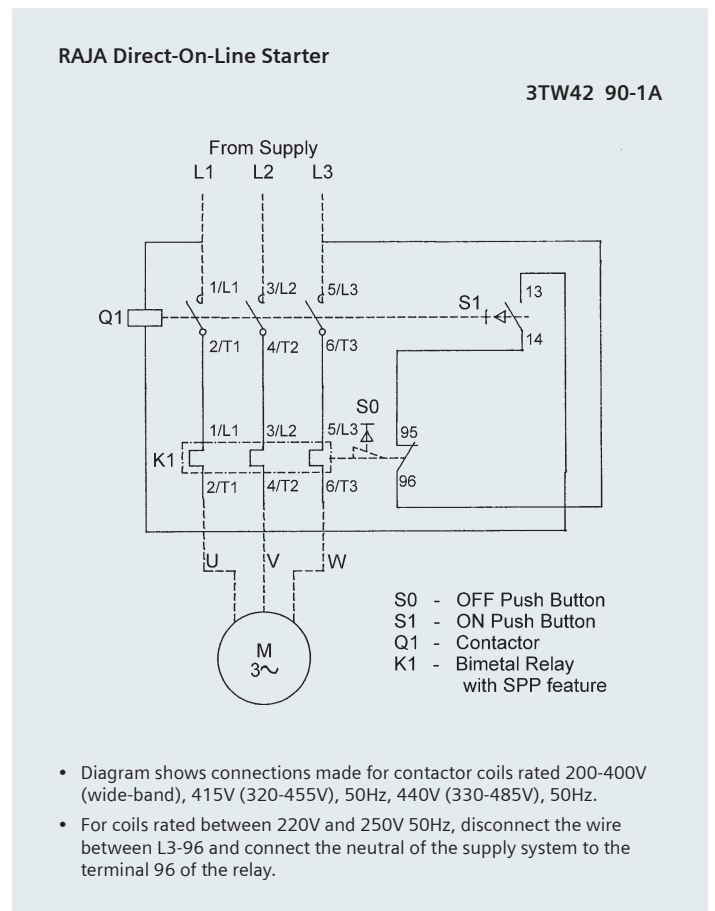 RAJA Direct-On-Line Starter
3TW42 90-1A
From Supply
L1 L2 L3
1/L1 3/L2 5/L3 S1 13
Q1
2/T1 4/T2 6/T3 14
S0
1/L1 3/L2 5/L3 95
K1
2/T1 4/T2 6/T3 96
U V W
M
3~
S0 - OFF Push Button
S1 - ON Push Button
Q1 - Contactor
K1 - Bimetal Relay
with SPP feature
• Diagram shows connections made for contactor coils rated 200-400V
(wide-band), 415V (320-455V), 50Hz, 440V (330-485V), 50Hz.
• For coils rated between 220V and 250V 50Hz, disconnect the wire
between L3-96 and connect the neutral of the supply system to the
terminal 96 of the relay.